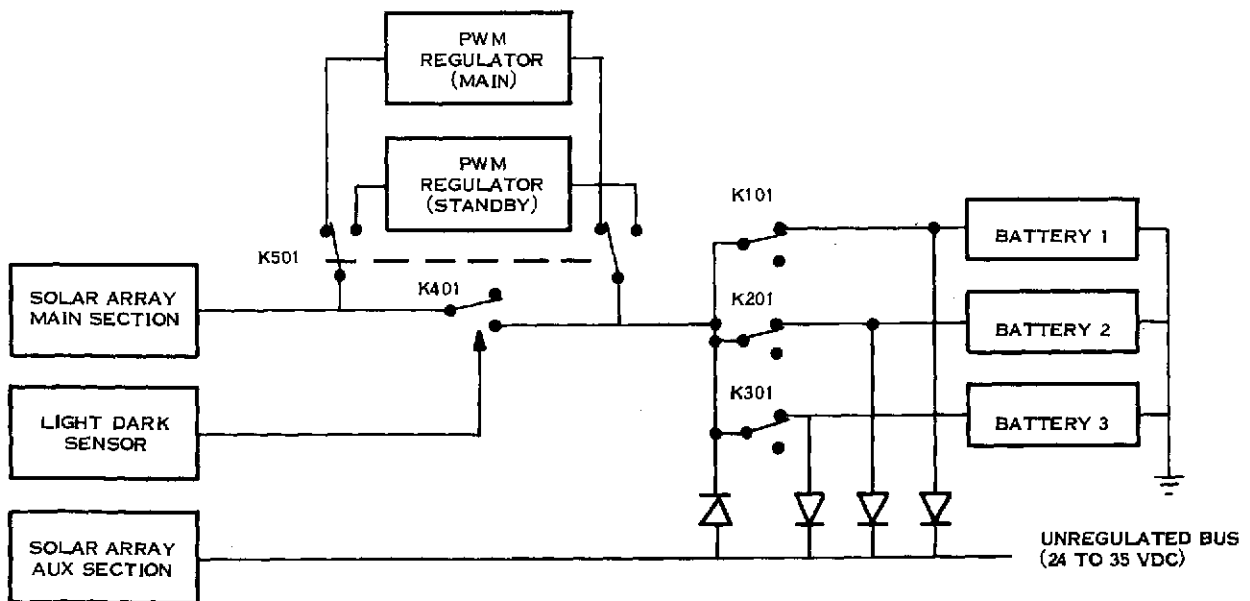 PWM
REGULATOR
(MAIN)
PWM
REGULATOR
(STANDBY)
K501
K401
K101
K201
K301
SOLAR ARRAY
MAIN SECTION
LIGHT DARK
SENSOR
SOLAR ARRAY
AUX SECTION
BATTERY 1
BATTERY 2
BATTERY 3
UNREGULATED BUS
(24 TO 35 VDC)